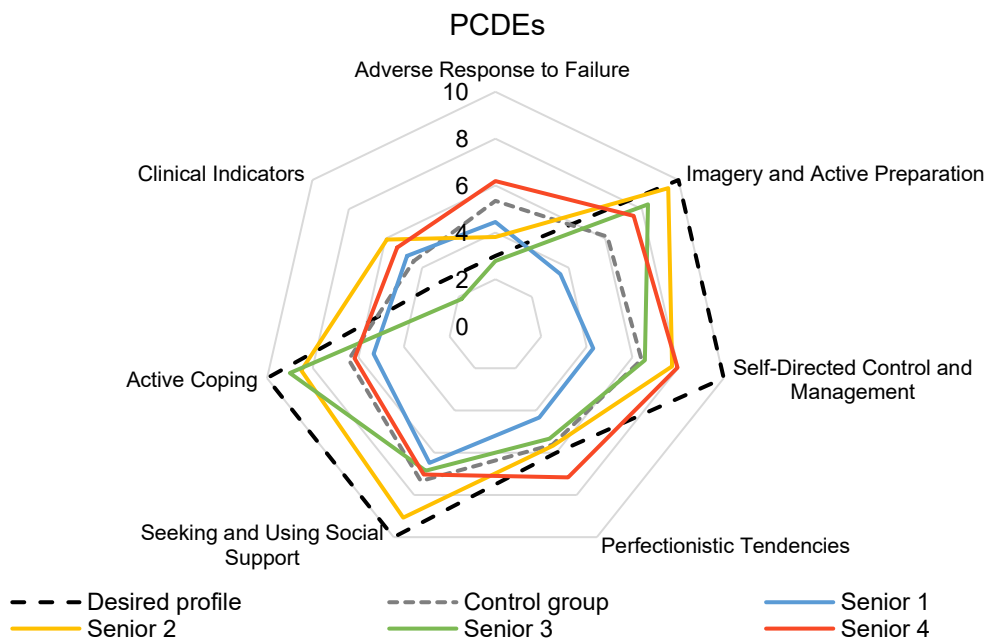 PCDEs
Adverse Response to Failure
10
8
6
4
2
0
Clinical Indicators
Imagery and Active Preparation
Self-Directed Control and
Management
Active Coping
Seeking and Using Social
Support
Perfectionistic Tendencies
Desired profile
Control group
Senior 1
Senior 2
Senior 3
Senior 4